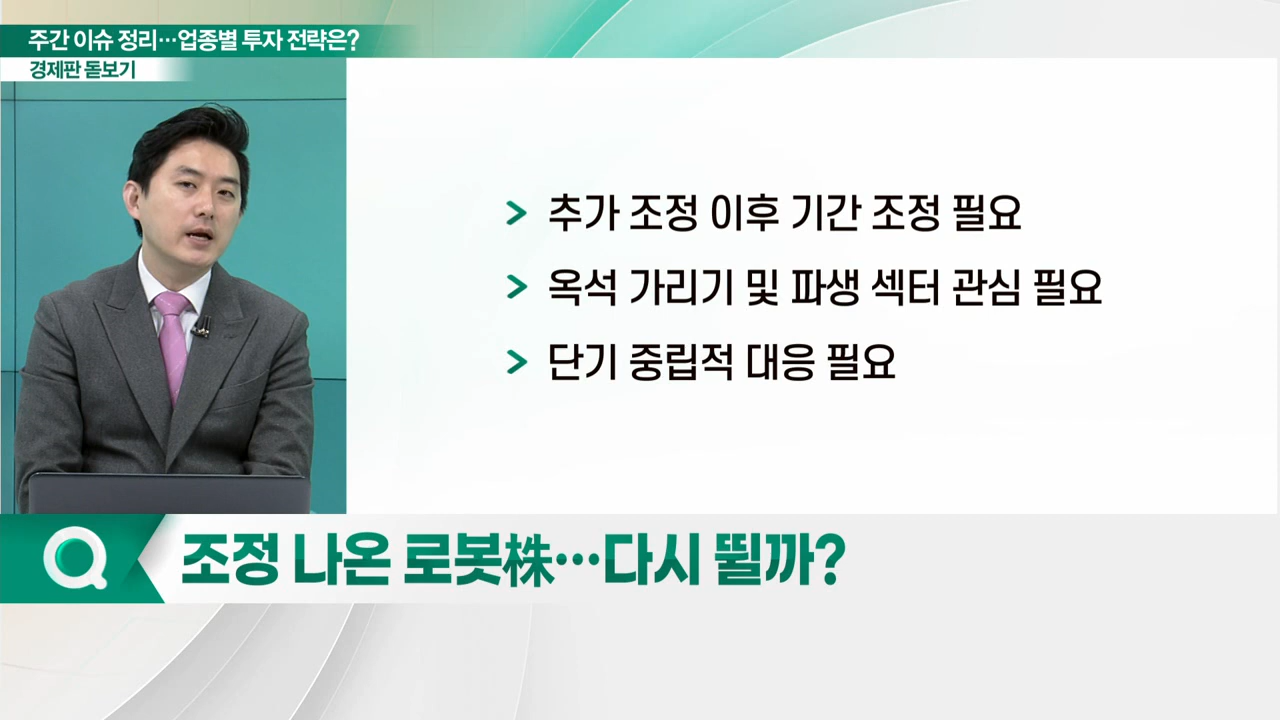 주간 이슈 정리…업종별 투자 전략은?
경제판 돋보기
> 추가 조정 이후 기간 조정 필요
> 옥석 가리기 및 파생 섹터 관심 필요
> 단기 중립적 대응 필요
Q 조정 나온 로봇株…다시 뛸까?